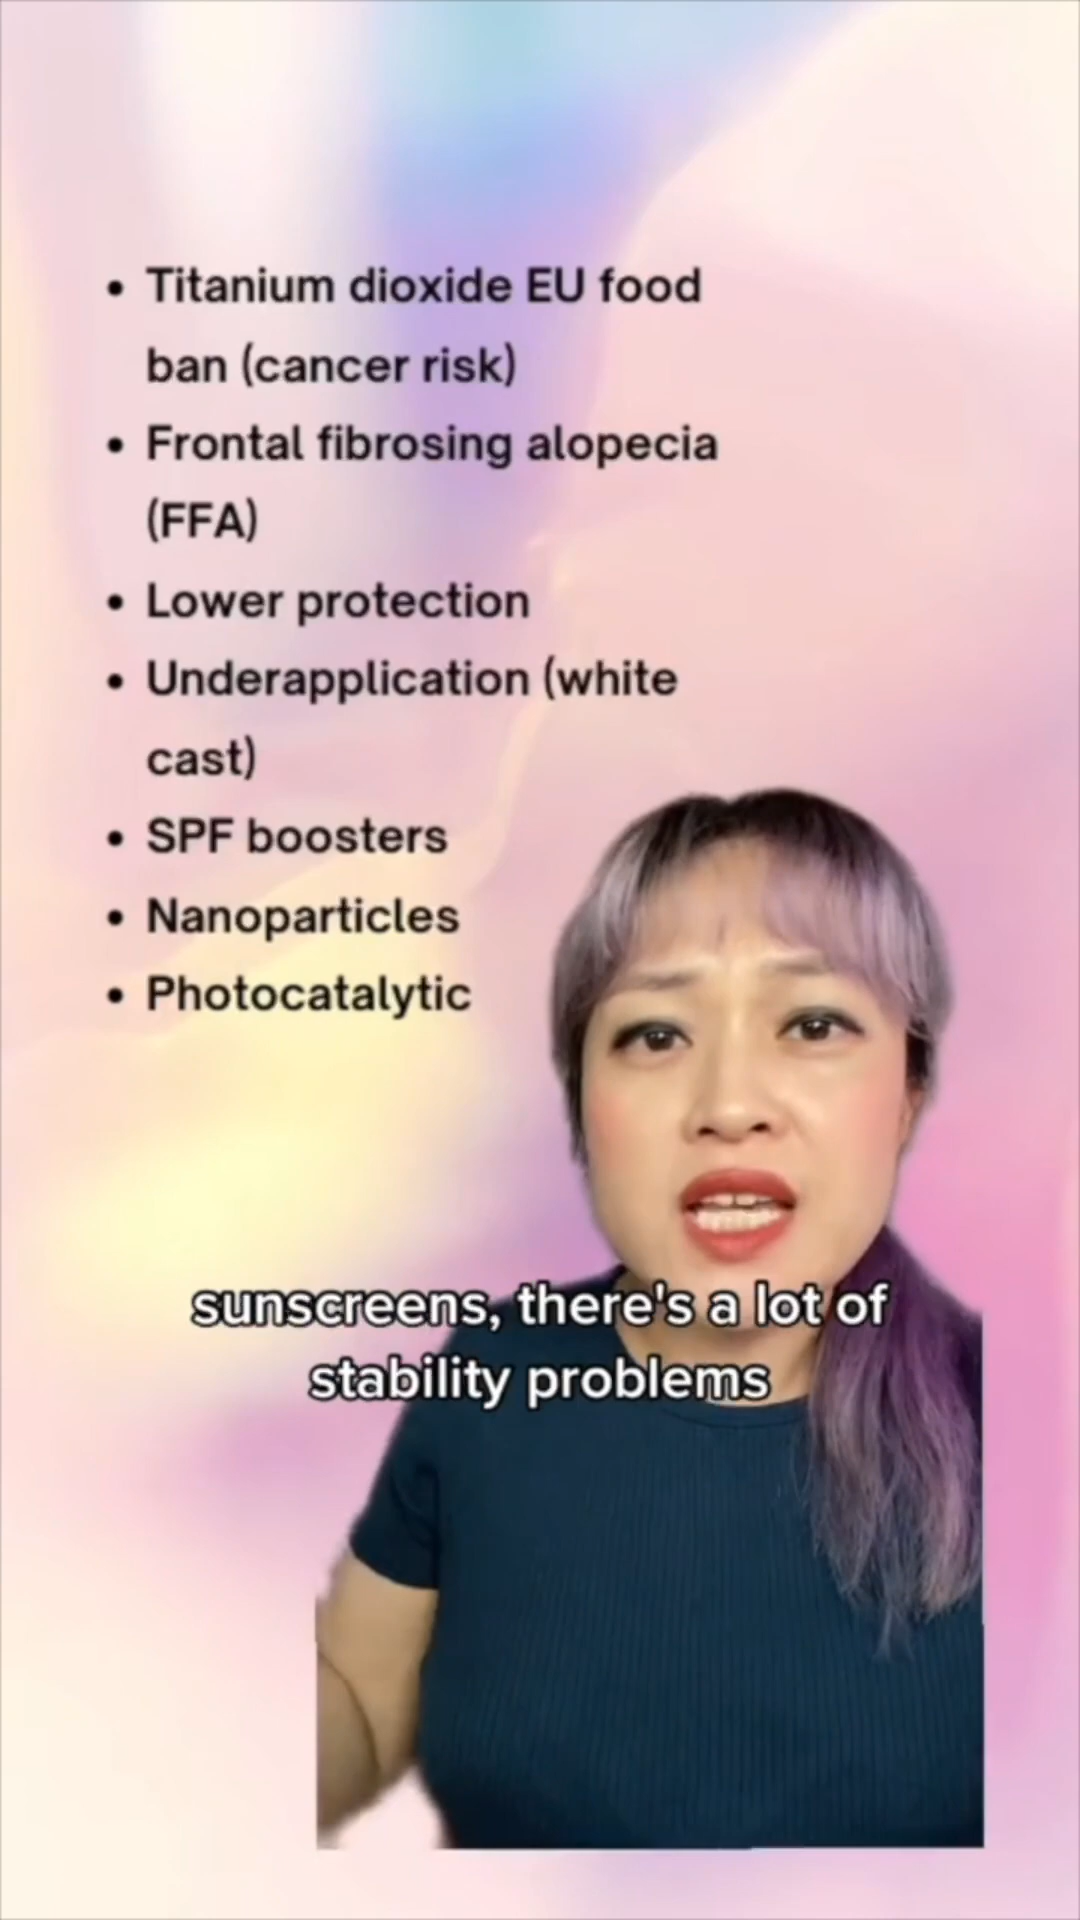 • Titanium dioxide EU food
ban (cancer risk)
• Frontal fibrosing alopecia
(FFA)
• Lower protection
• Underapplication (white
cast)
• SPF boosters
• Nanoparticles
• Photocatalytic
sunscreens, there's a lot of
stability problems